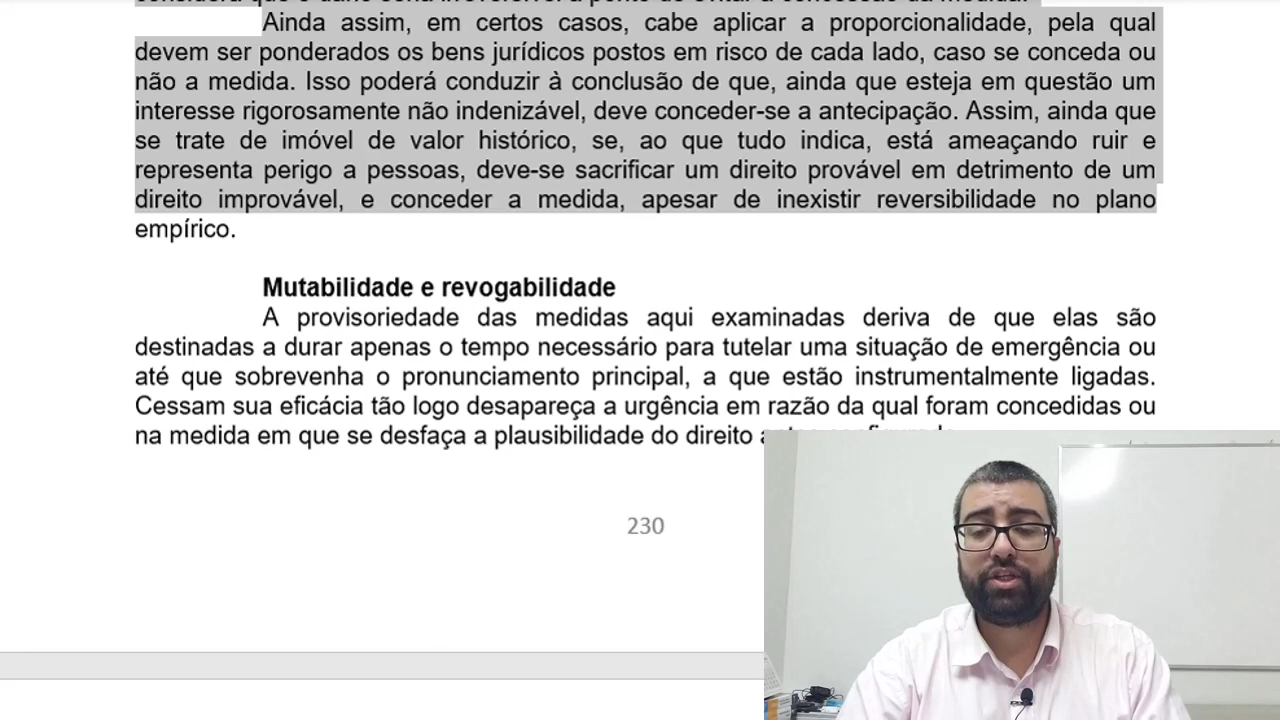 Ainda assim, em certos casos, cabe aplicar a proporcionalidade, pela qual
devem ser ponderados os bens jurídicos postos em risco de cada lado, caso se conceda ou
não a medida. Isso poderá conduzir à conclusão de que, ainda que esteja em questão um
interesse rigorosamente não indenizável, deve conceder-se a antecipação. Assim, ainda que
se trate de imóvel de valor histórico, se, ao que tudo indica, está ameaçando ruir e
representa perigo a pessoas, deve-se sacrificar um direito provável em detrimento de um
direito improvável, e conceder a medida, apesar de inexistir reversibilidade no plano
empírico.
Mutabilidade e revogabilidade
A provisoriedade das medidas aqui examinadas deriva de que elas são
destinadas a durar apenas o tempo necessário para tutelar uma situação de emergência ou
até que sobrevenha o pronunciamento principal, a que estão instrumentalmente ligadas.
Cessam sua eficácia tão logo desapareça a urgência em razão da qual foram concedidas ou
na medida em que se desfaça a plausibilidade do direito
230